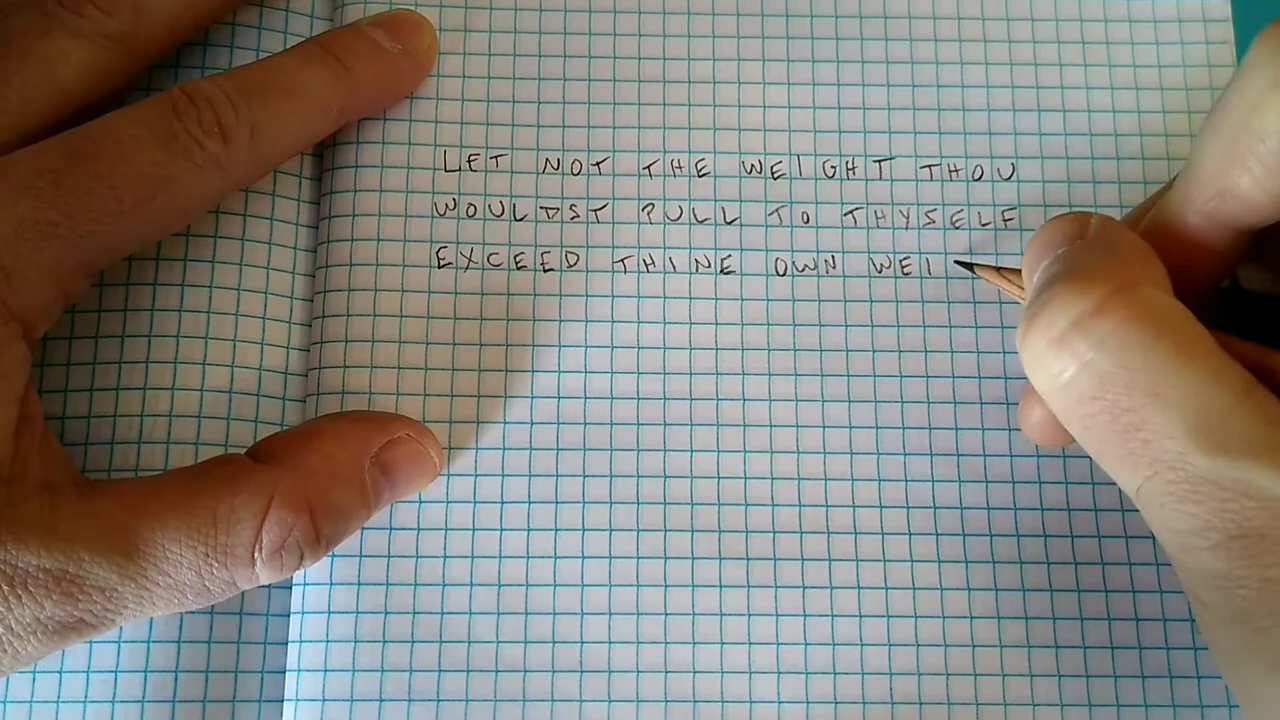 LET NOT THE WEIGHT THOU
WOULDST PULL TO THYSELF
EXCEED THINE OWN WEI